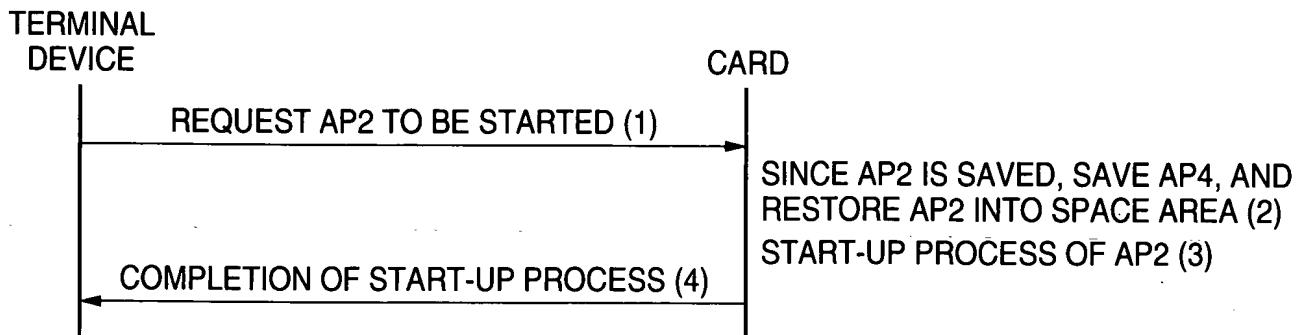 TERMINAL
DEVICE
CARD
REQUEST AP2 TO BE STARTED (1)
SINCE AP2 IS SAVED, SAVE AP4, AND
RESTORE AP2 INTO SPACE AREA (2)
START-UP PROCESS OF AP2 (3)
COMPLETION OF START-UP PROCESS (4)